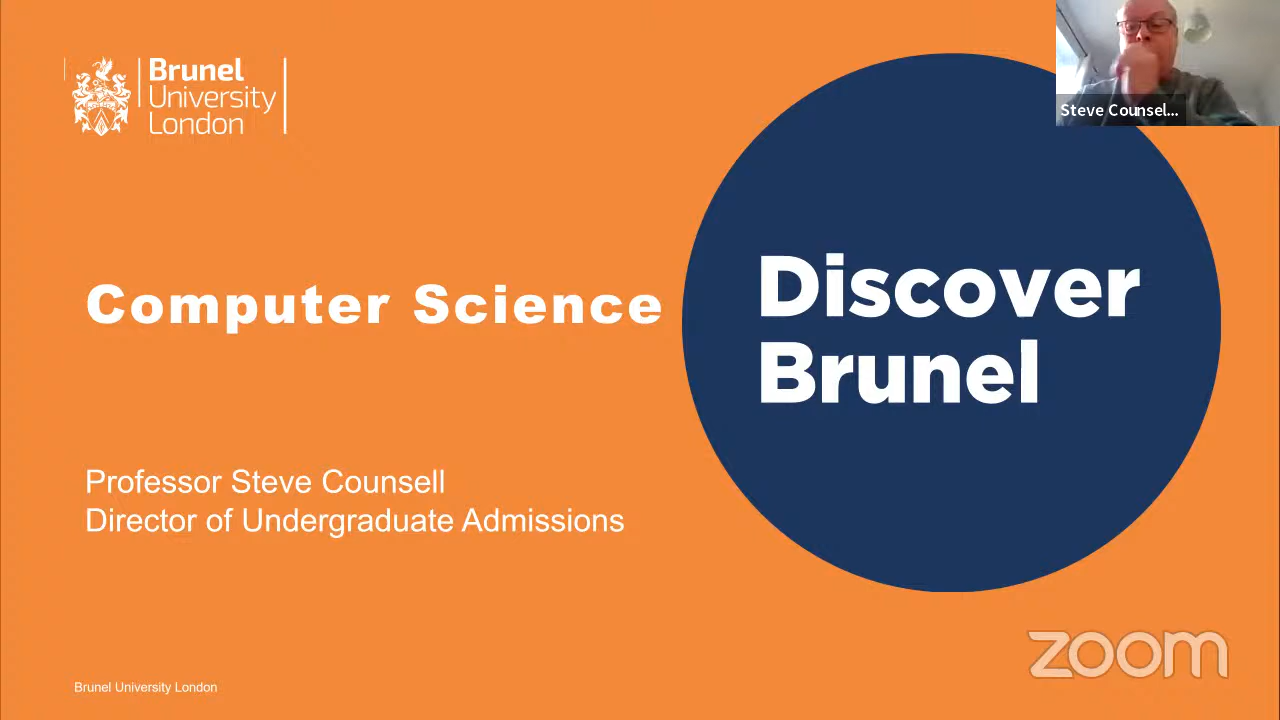 Brunel
University
London
Steve Counsel...
Computer Science
Discover
Brunel
Professor Steve Counsell
Director of Undergraduate Admissions
zoom
Brunel University London